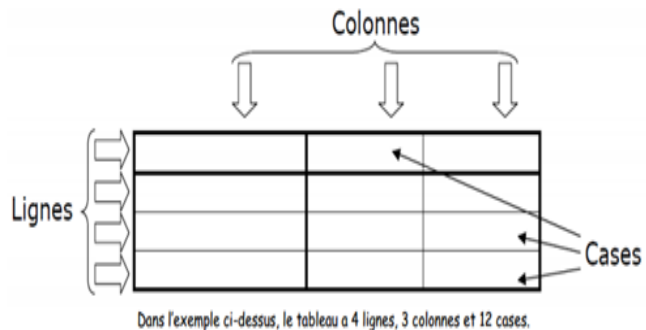 Colonnes
Lignes
Cases
Dans l'exemple ci-dessus, le tableau a 4 lignes, 3 colonnes et 12 cases.